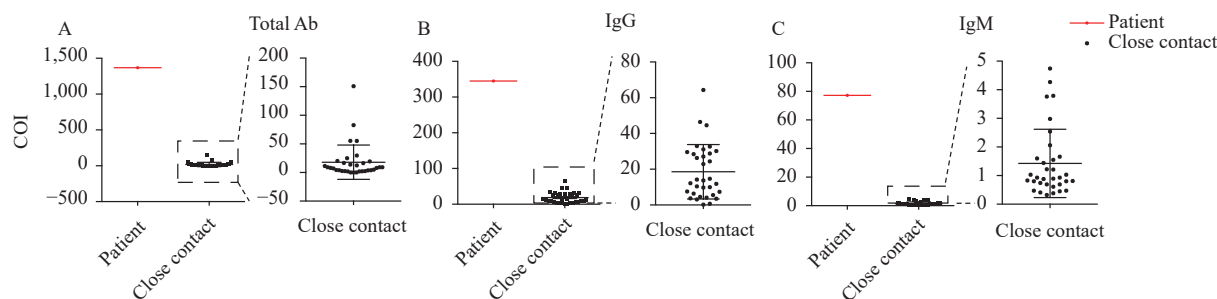 A
Total Ab
COI
1,500
1,000
500
0
−500
Patient
Close contact
200
150
100
50
0
−50
Close contact
B
IgG
400
300
200
100
0
Patient
Close contact
80
60
40
20
0
Close contact
C
IgM
100
80
60
40
20
0
Patient
Close contact
5
4
3
2
1
0
Close contact
Patient
Close contact